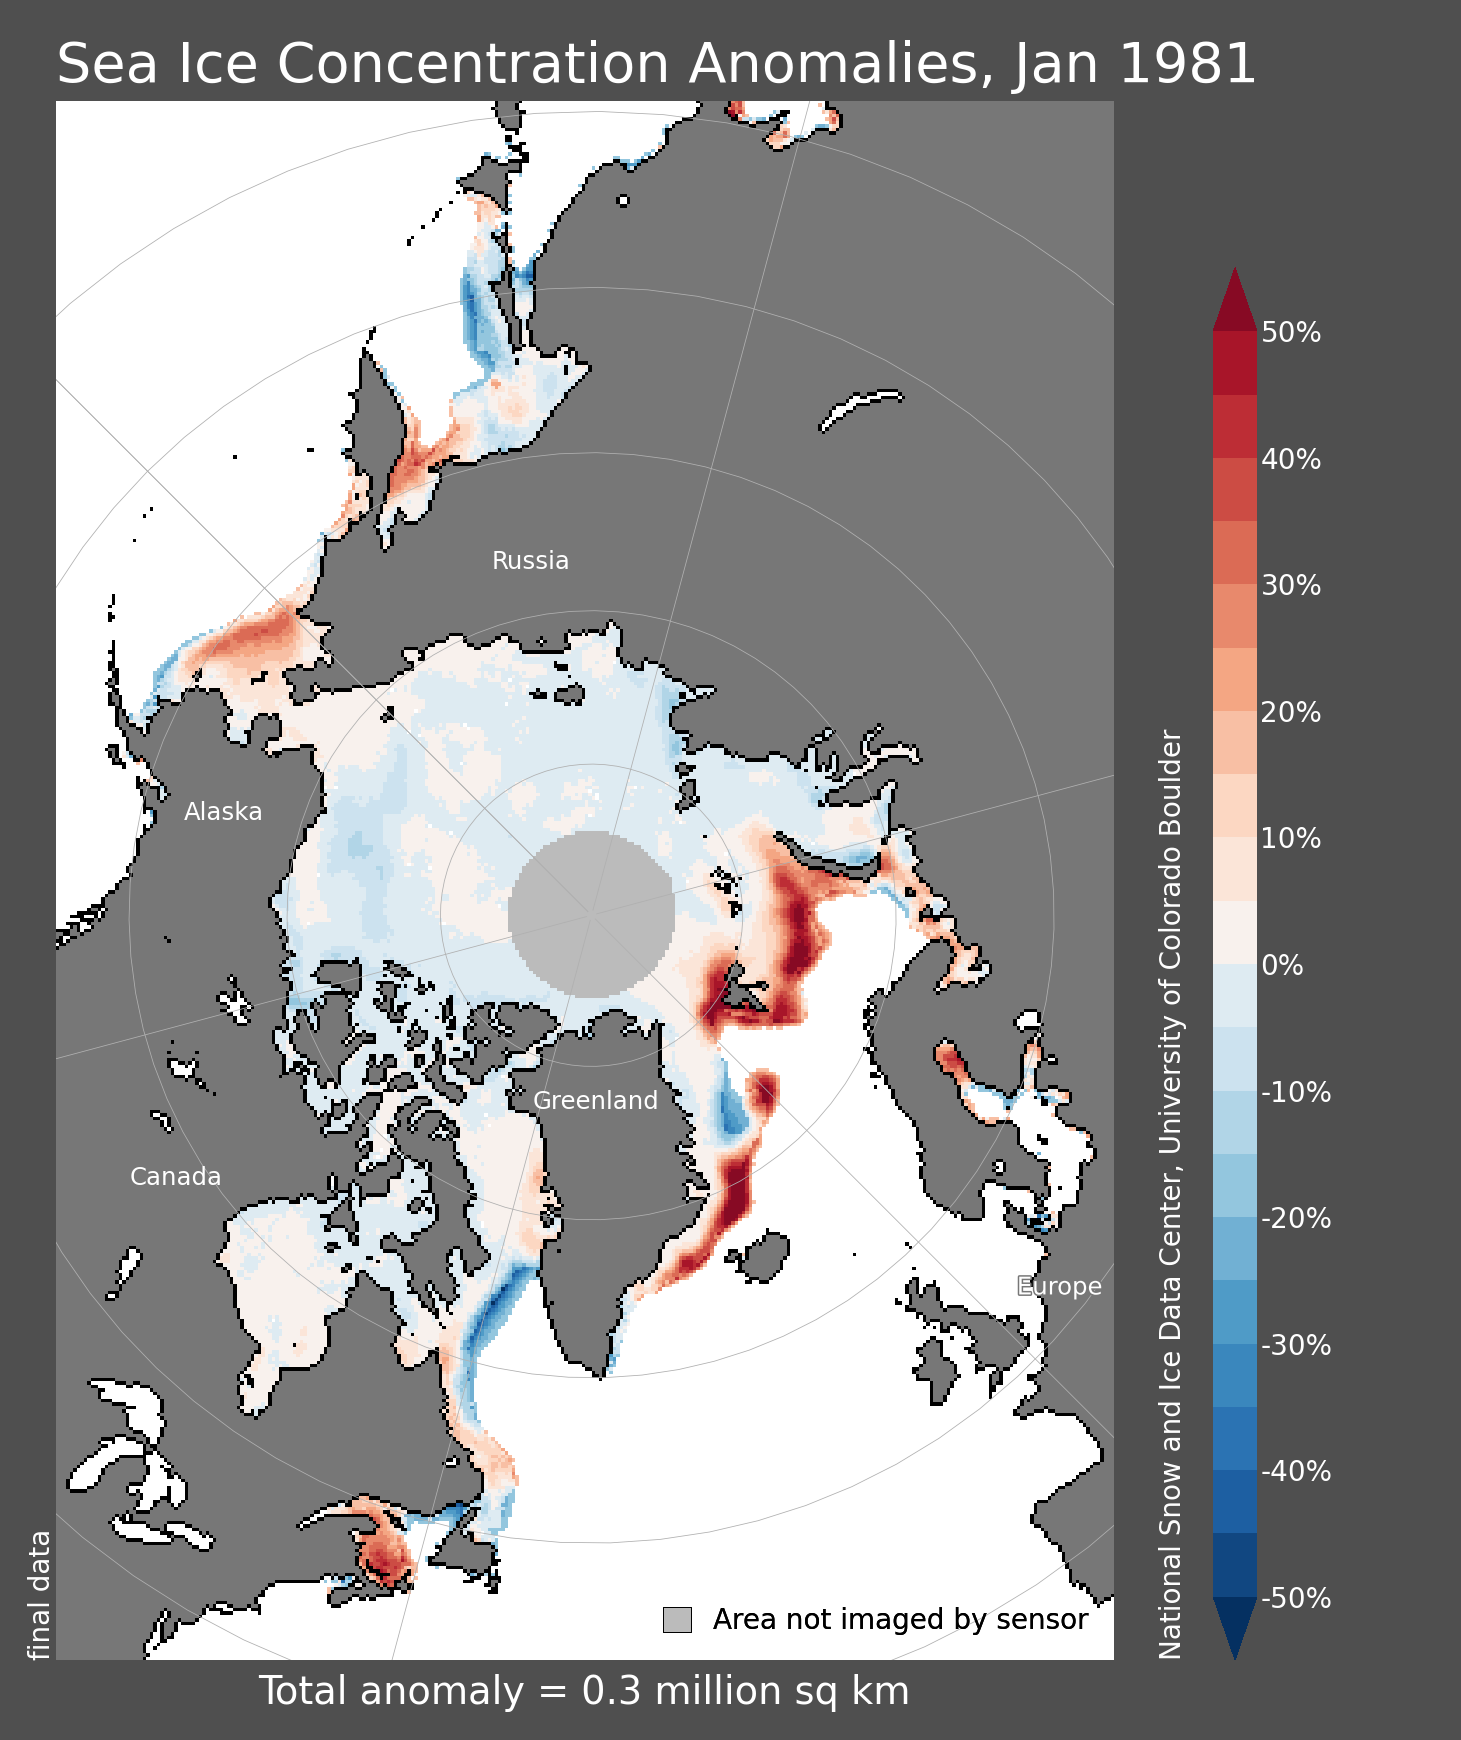 Sea Ice Concentration Anomalies, Jan 1981
Russia
Alaska
Greenland
Canada
Europe
Area not imaged by sensor
final data
Total anomaly = 0.3 million sq km
National Snow and Ice Data Center, University of Colorado Boulder
50%
40%
30%
20%
10%
0%
-10%
-20%
-30%
-40%
-50%